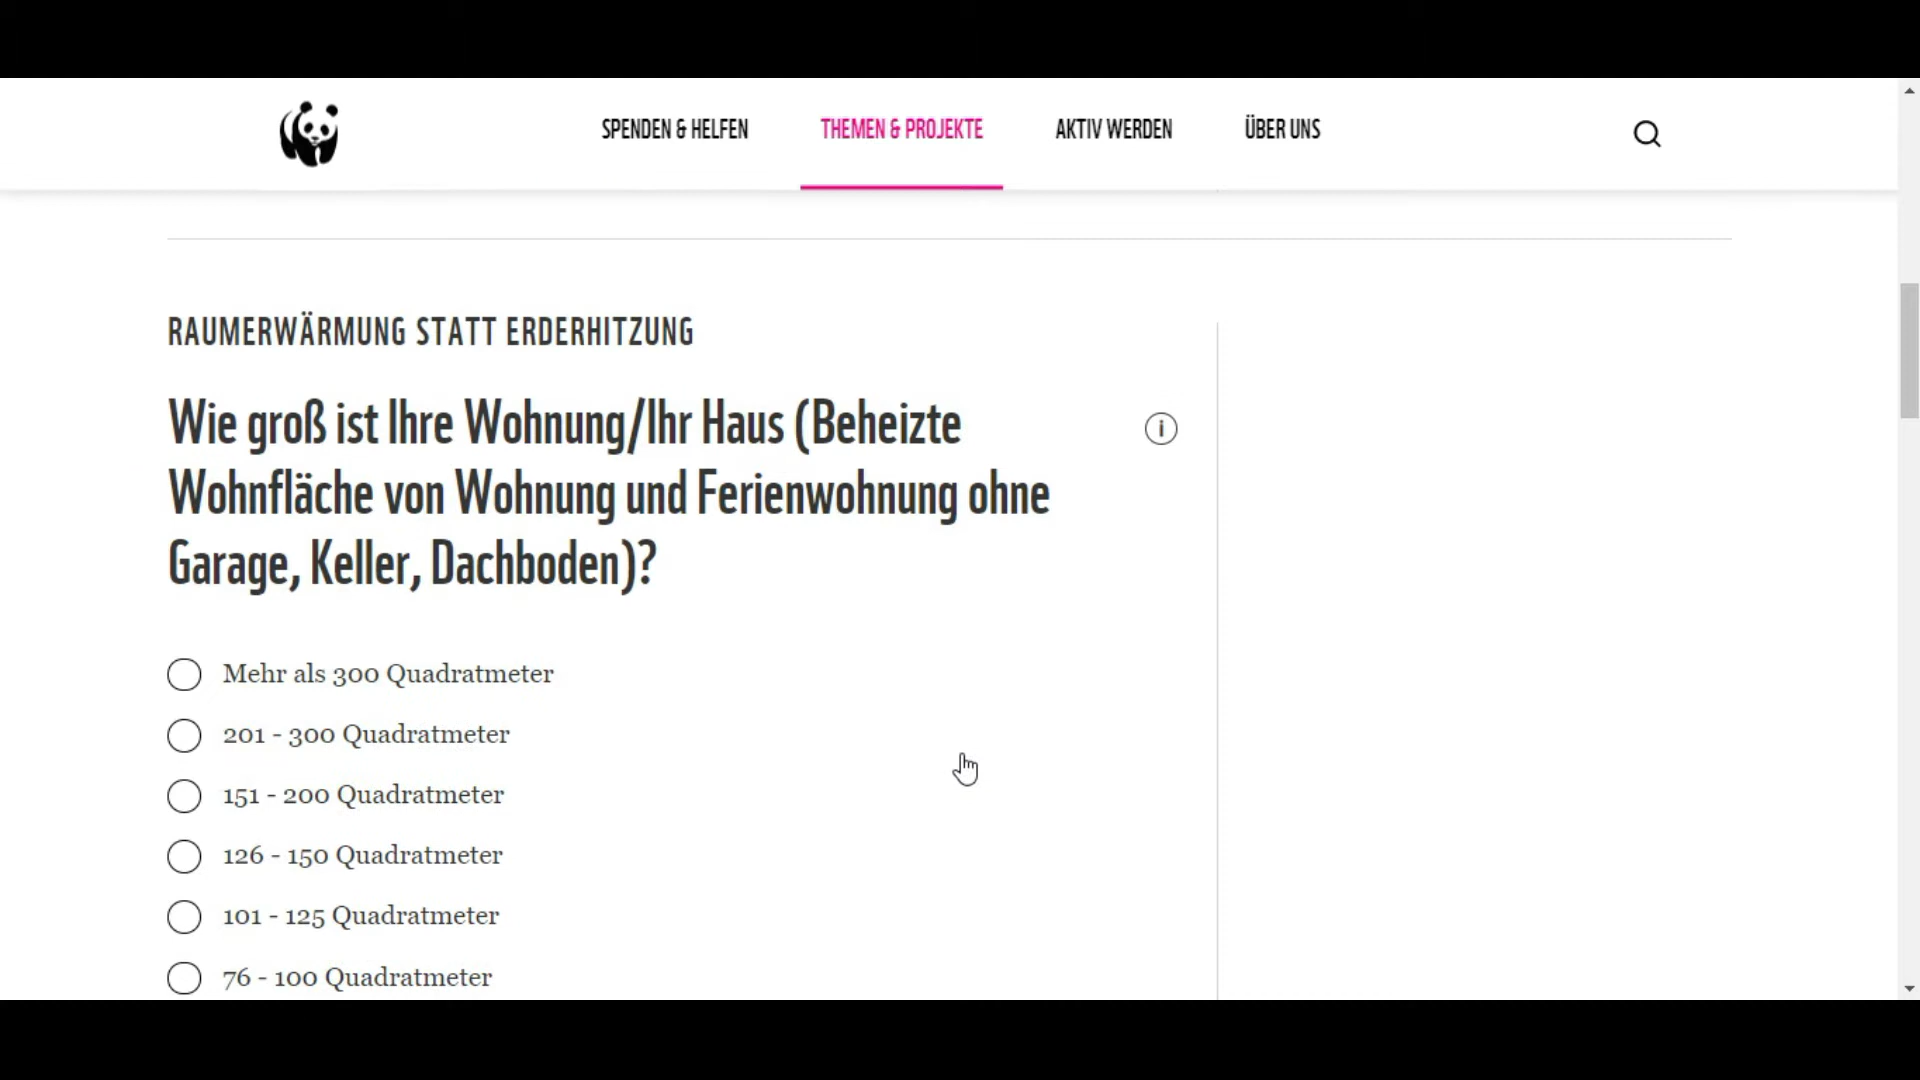 SPENDEN & HELFEN THEMEN & PROJEKTE AKTIV WERDEN ÜBER UNS
RAUMERWÄRMUNG STATT ERDERHITZUNG
Wie groß ist Ihre Wohnung/Ihr Haus (Beheizte
Wohnfläche von Wohnung und Ferienwohnung ohne
Garage, Keller, Dachboden)?
i
Mehr als 300 Quadratmeter
201 - 300 Quadratmeter
151 - 200 Quadratmeter
126 - 150 Quadratmeter
101 - 125 Quadratmeter
76 - 100 Quadratmeter